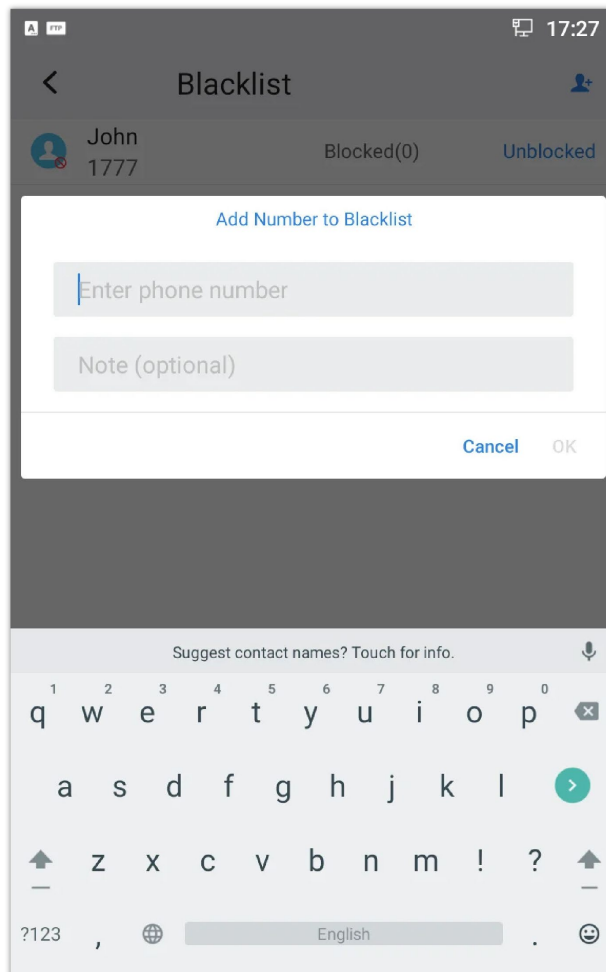 A FTP 17:27
Blacklist
John
1777
Blocked(0)
Unblocked
Add Number to Blacklist
Enter phone number
Note (optional)
Cancel OK
Suggest contact names? Touch for info.
1 2 3 4 5 6 7 8 9 0
q w e r t y u i o p
a s d f g h j k l
z x c v b n m ! ?
?123 , English .